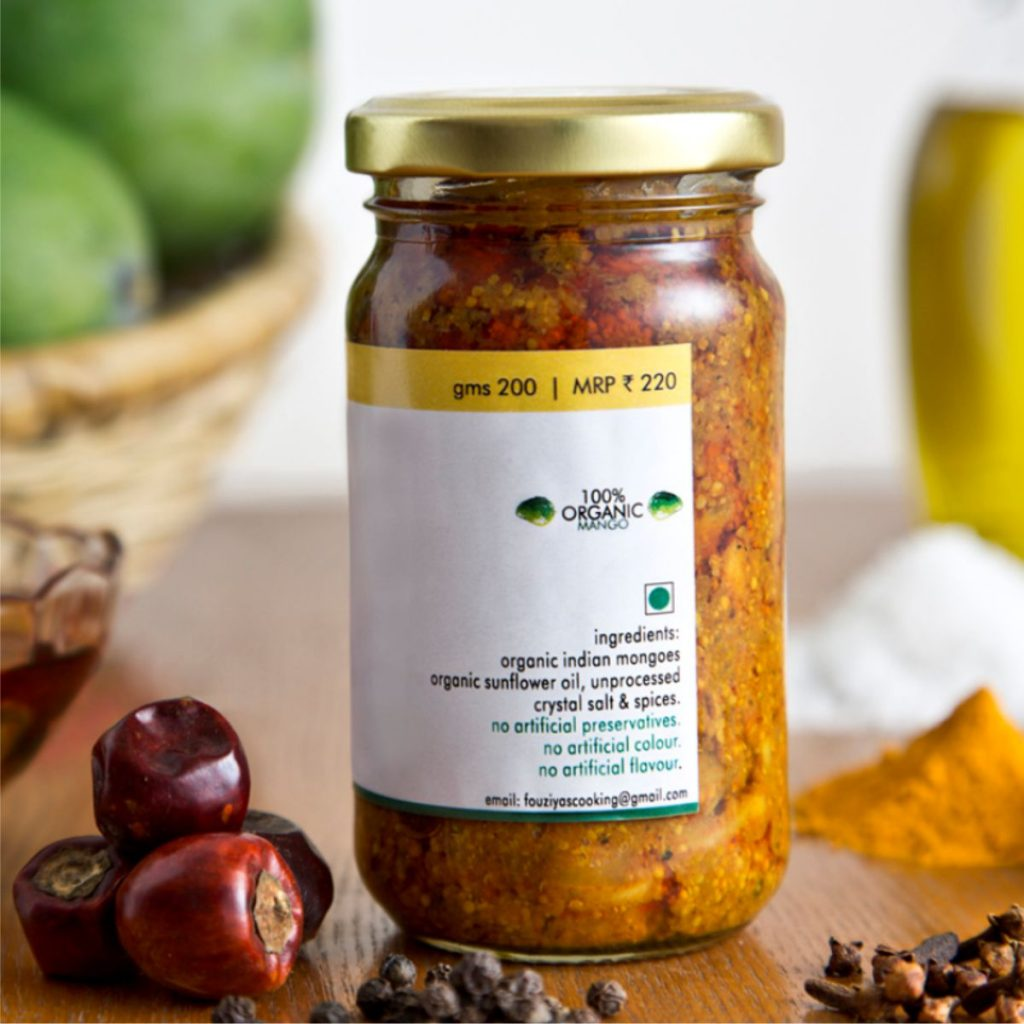 gms 200 | MRP ₹ 220
100%
ORGANIC
MANGO
ingredients:
organic indian mongoes
organic sunflower oil, unprocessed
crystal salt & spices.
no artificial preservatives.
no artificial colour.
no artificial flavour.
email: fouziyascooking@gmail.com